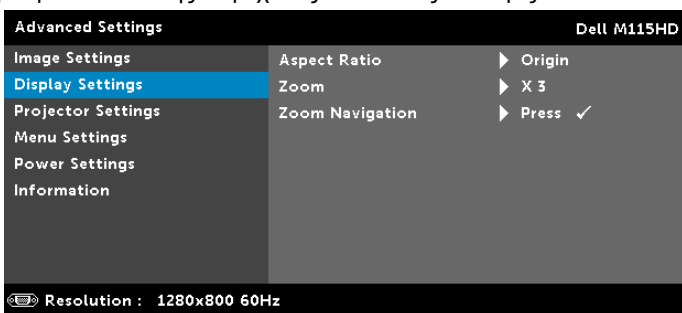 Advanced Settings Dell M115HD
Image Settings Aspect Ratio Origin
Display Settings Zoom X 3
Projector Settings Zoom Navigation Press ✓
Menu Settings
Power Settings
Information
Resolution : 1280x800 60Hz